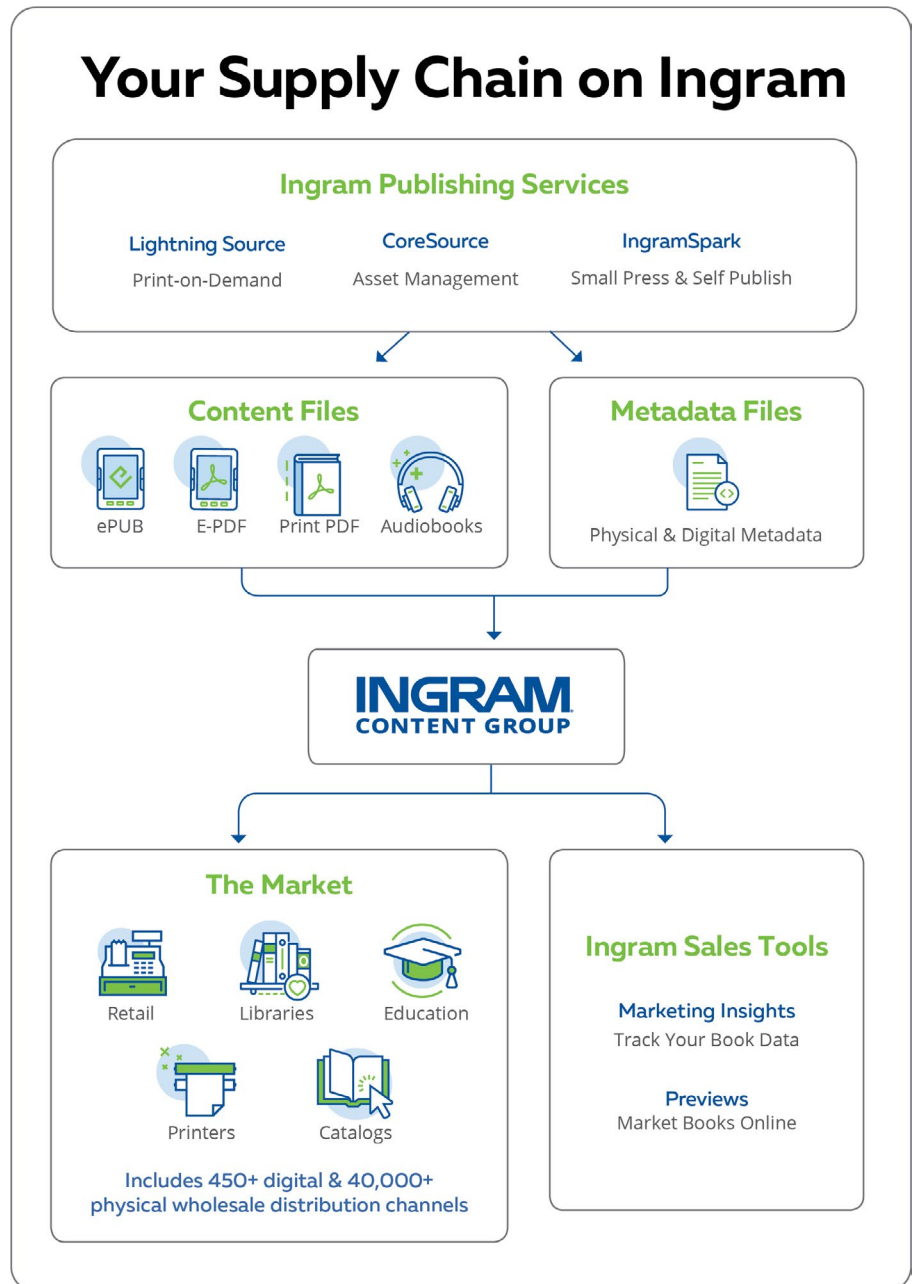 Your Supply Chain on Ingram
Ingram Publishing Services
Lightning Source
Print-on-Demand
CoreSource
Asset Management
IngramSpark
Small Press & Self Publish
Content Files
ePUB
E-PDF
Print PDF
Audiobooks
Metadata Files
Physical & Digital Metadata
INGRAM
CONTENT GROUP
The Market
Retail
Libraries
Education
Printers
Catalogs
Includes 450+ digital & 40,000+
physical wholesale distribution channels
Ingram Sales Tools
Marketing Insights
Track Your Book Data
Previews
Market Books Online